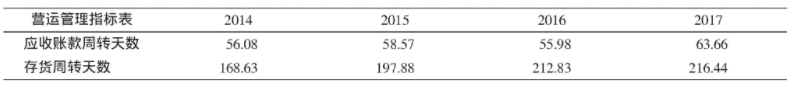 营运管理指标表 2014 2015 2016 2017
应收账款周转天数 56.08 58.57 55.98 63.66
存货周转天数 168.63 197.88 212.83 216.44